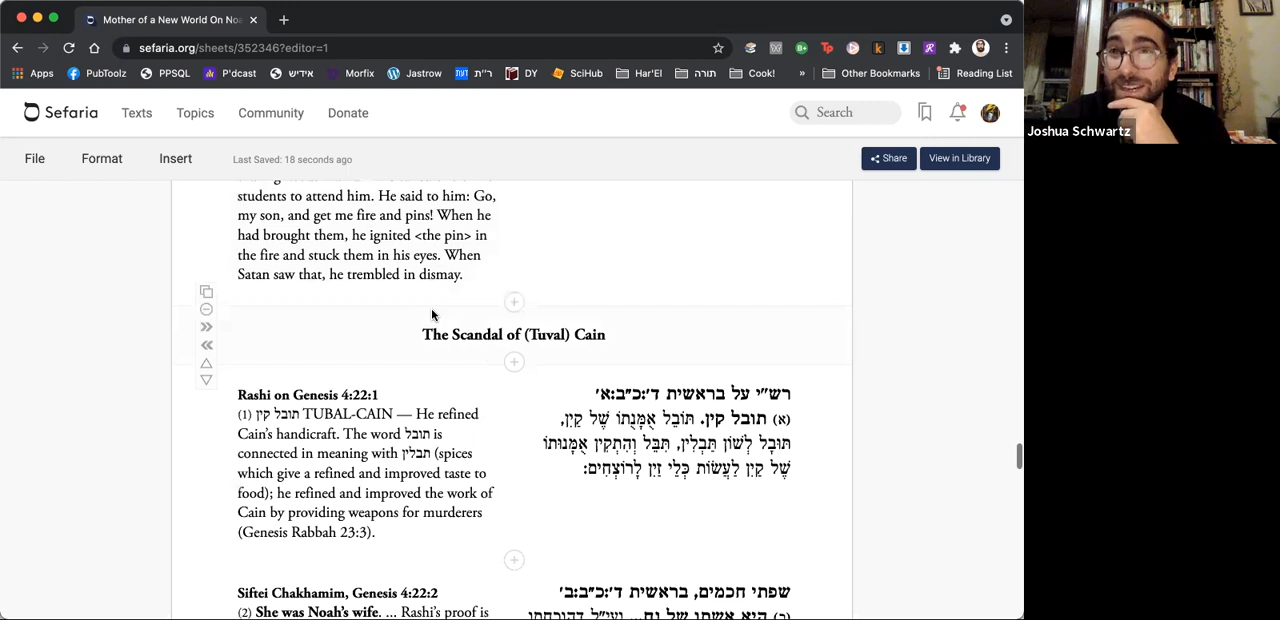 Mother of a New World On Noa
sefaria.org/sheets/352346?editor=1
Apps PubToolz PPSQL P'dcast אידיש Morfix Jastrow ר״ת DY SciHub Har'El תורה Cook! » Other Bookmarks Reading List
Sefaria Texts Topics Community Donate Search
File Format Insert Last Saved: 18 seconds ago Share View in Library
students to attend him. He said to him: Go,
my son, and get me fire and pins! When he
had brought them, he ignited <the pin> in
the fire and stuck them in his eyes. When
Satan saw that, he trembled in dismay.
The Scandal of (Tuval) Cain
Rashi on Genesis 4:22:1
(1) תובל קין TUBAL-CAIN — He refined
Cain's handicraft. The word תובל is
connected in meaning with תבלין (spices
which give a refined and improved taste to
food); he refined and improved the work of
Cain by providing weapons for murderers
(Genesis Rabbah 23:3).
רש״י על בראשית ד׳:כ״ב:א׳
(א) תובל קין. תּוֹבֵל אֻמָּנֻתוֹ שֶׁל קַיִן,
תּוּבָל לְשׁוֹן תַּבְלִין, תִּבֵּל וְהִתְקִין אֻמָּנוּתוֹ
שֶׁל קַיִן לַעֲשׂוֹת כְּלֵי זַיִן לָרוֹצְחִים:
Siftei Chakhamim, Genesis 4:22:2
(2) She was Noah's wife. ... Rashi's proof is
שפתי חכמים, בראשית ד׳:כ״ב:ב׳
(ב) היא אשתו של נח...
Joshua Schwartz